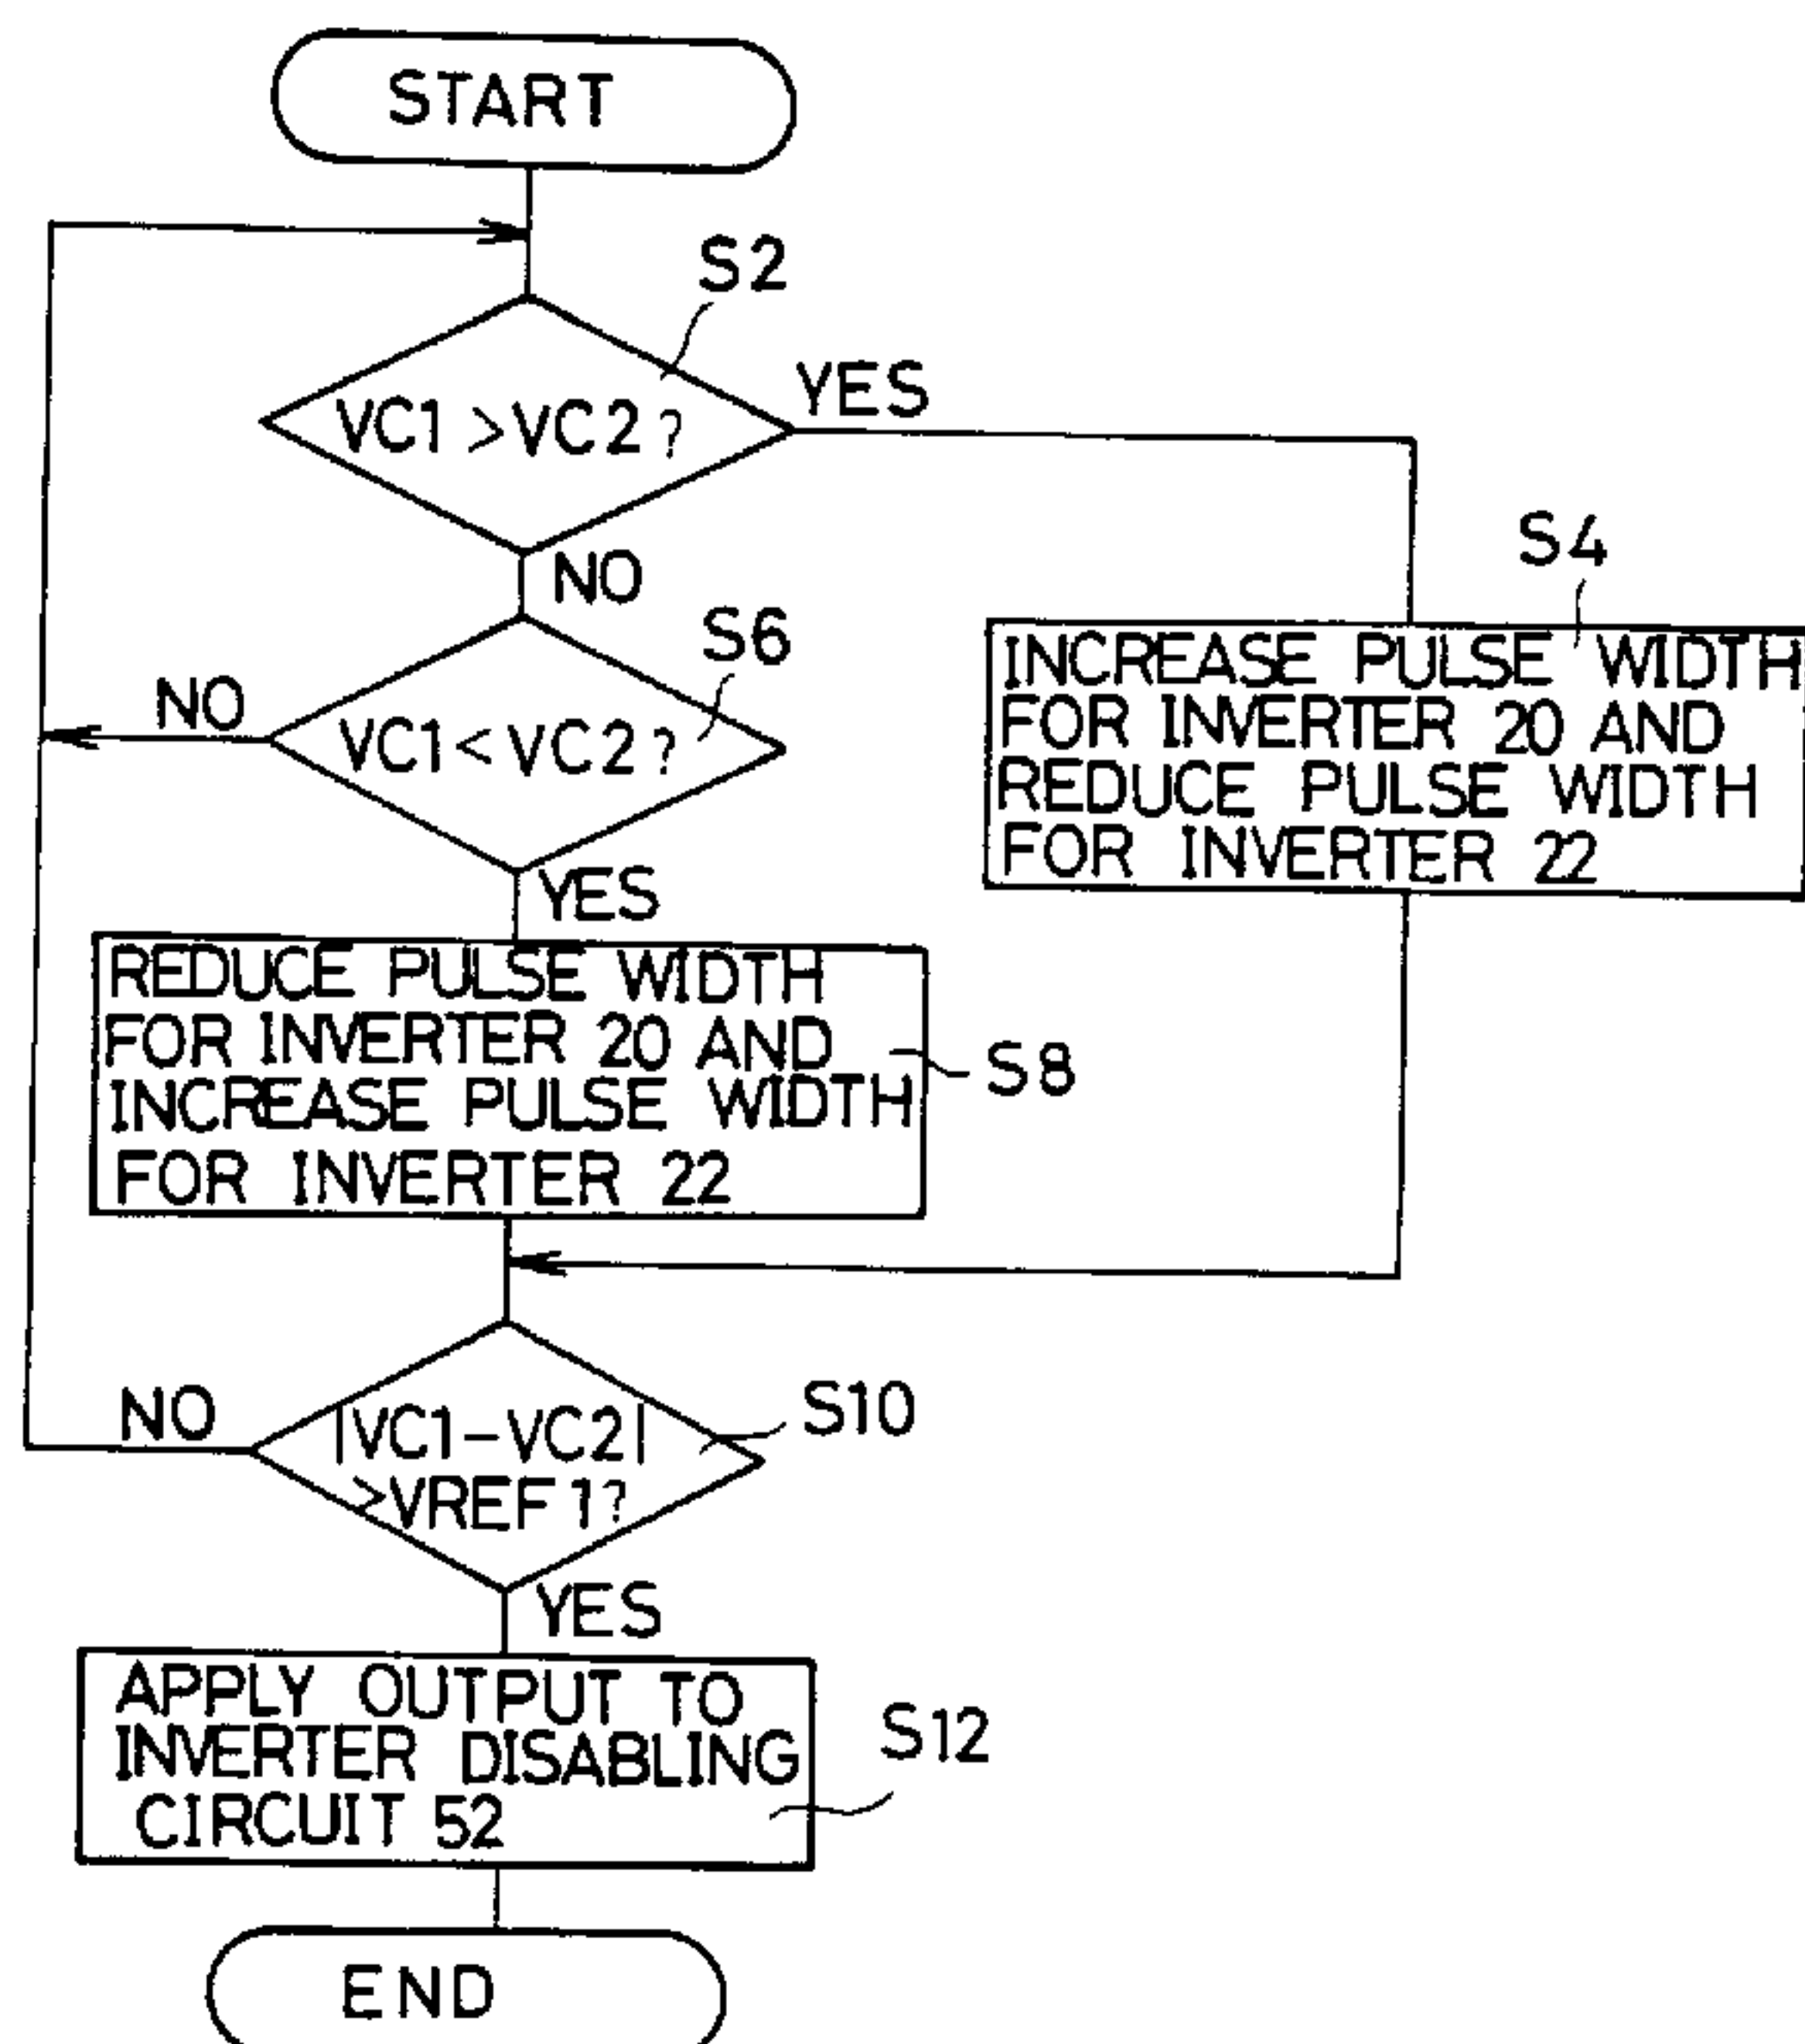 START
S2
VC1 > VC2 ?
YES
NO
S4
INCREASE PULSE WIDTH
FOR INVERTER 20 AND
REDUCE PULSE WIDTH
FOR INVERTER 22
S6
NO
VC1 < VC2 ?
YES
REDUCE PULSE WIDTH
FOR INVERTER 20 AND
INCREASE PULSE WIDTH
FOR INVERTER 22
S8
NO
|VC1-VC2|
>VREF1?
S10
YES
APPLY OUTPUT TO
INVERTER DISABLING
CIRCUIT 52
S12
END